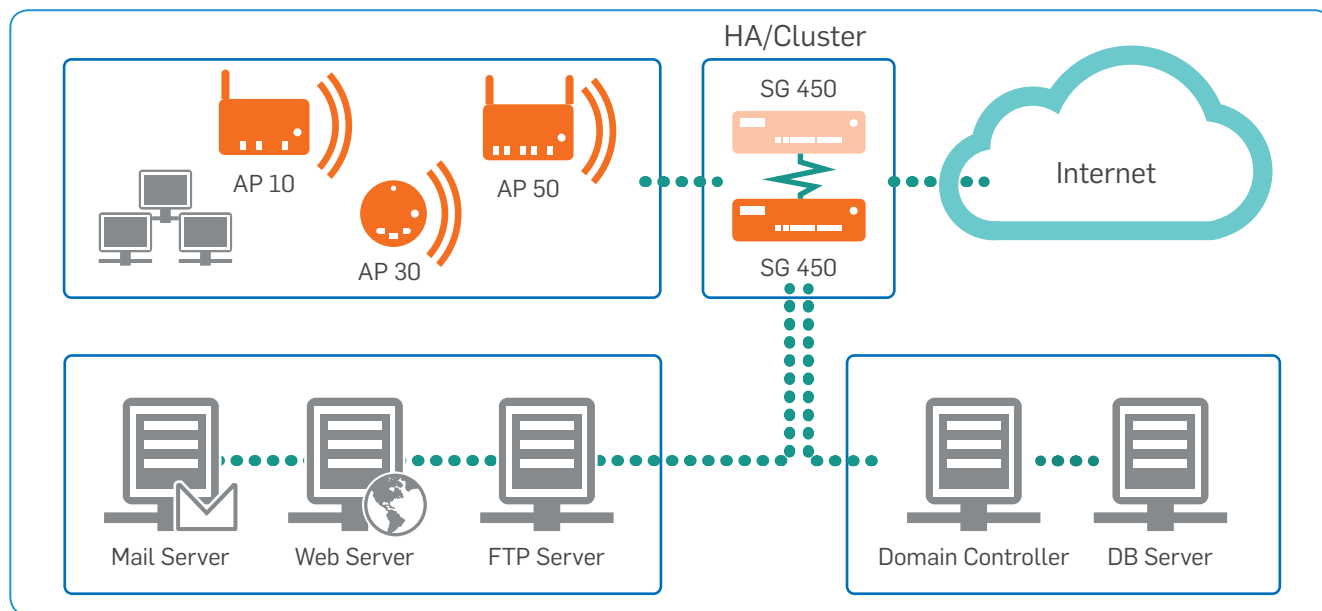 HA/Cluster
SG 450
SG 450
AP 10
AP 50
AP 30
Internet
Mail Server
Web Server
FTP Server
Domain Controller
DB Server